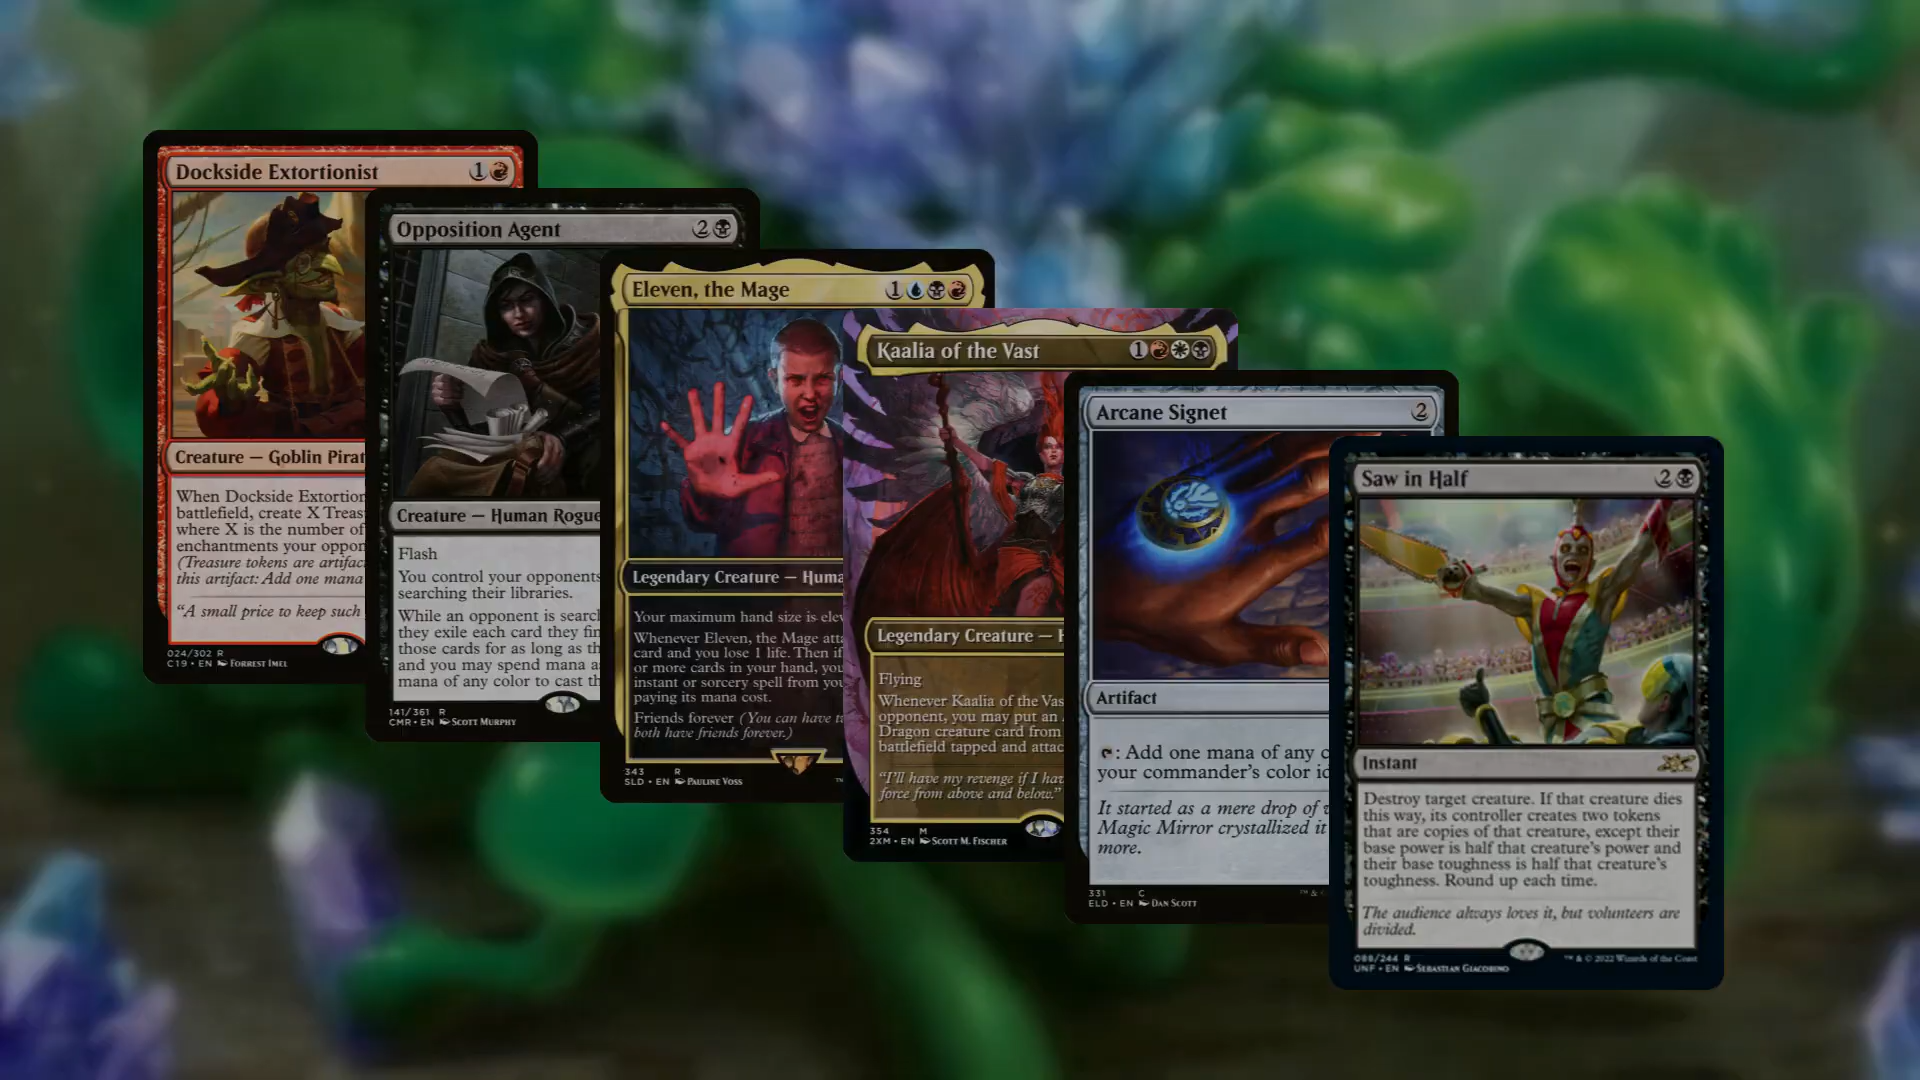 Dockside Extortionist 1
Creature — Goblin Pirat
When Dockside Extortion
battlefield, create X Treas
where X is the number of
enchantments your oppon
(Treasure tokens are artifac
this artifact: Add one mana
“A small price to keep such
024/302 R
C19 • EN Forrest Imel
Opposition Agent 2
Creature — Human Rogue
Flash
You control your opponents
searching their libraries.
While an opponent is search
they exile each card they fin
those cards for as long as th
and you may spend mana a
mana of any color to cast th
141/361 R
CMR • EN Scott Murphy
Eleven, the Mage 1
Legendary Creature — Huma
Your maximum hand size is elev
Whenever Eleven, the Mage atta
card and you lose 1 life. Then if
or more cards in your hand, you
instant or sorcery spell from you
paying its mana cost.
Friends forever (You can have t
both have friends forever.)
343 R
SLD • EN Pauline Voss ™
Kaalia of the Vast 1
Legendary Creature — H
Flying
Whenever Kaalia of the Vas
opponent, you may put an
Dragon creature card from
battlefield tapped and attac
“I’ll have my revenge if I hav
force from above and below.”
354 M
2XM • EN Scott M. Fischer
Arcane Signet 2
Artifact
: Add one mana of any c
your commander’s color id
It started as a mere drop of
Magic Mirror crystallized it
more.
331 C ™ &
ELD • EN Dan Scott
Saw in Half 2
Instant
Destroy target creature. If that creature dies
this way, its controller creates two tokens
that are copies of that creature, except their
base power is half that creature’s power and
their base toughness is half that creature’s
toughness. Round up each time.
The audience always loves it, but volunteers are
divided.
088/244 R ™ & © 2022 Wizards of the Coast
UNF • EN Sebastian Giacobino